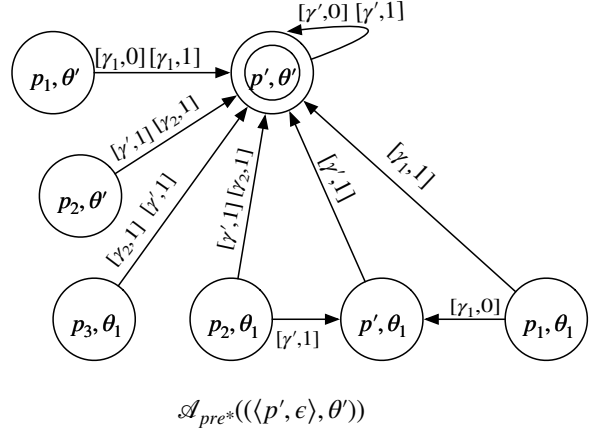 [γ′,0] [γ′,1]
[γ₁,0] [γ₁,1]
p₁, θ′
p′, θ′
[γ′,1] [γ₂,1]
[γ₁,1]
[γ′,1]
p₂, θ′
[γ₂,1] [γ′,1]
[γ′,1] [γ₂,1]
p₃, θ₁
p₂, θ₁
[γ′,1]
p′, θ₁
[γ₁,0]
p₁, θ₁
𝒜ₚᵣₑ*((⟨p′, ϵ⟩, θ′))